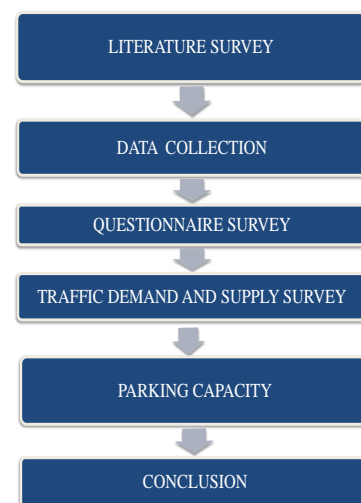 LITERATURE SURVEY
DATA COLLECTION
QUESTIONNAIRE SURVEY
TRAFFIC DEMAND AND SUPPLY SURVEY
PARKING CAPACITY
CONCLUSION